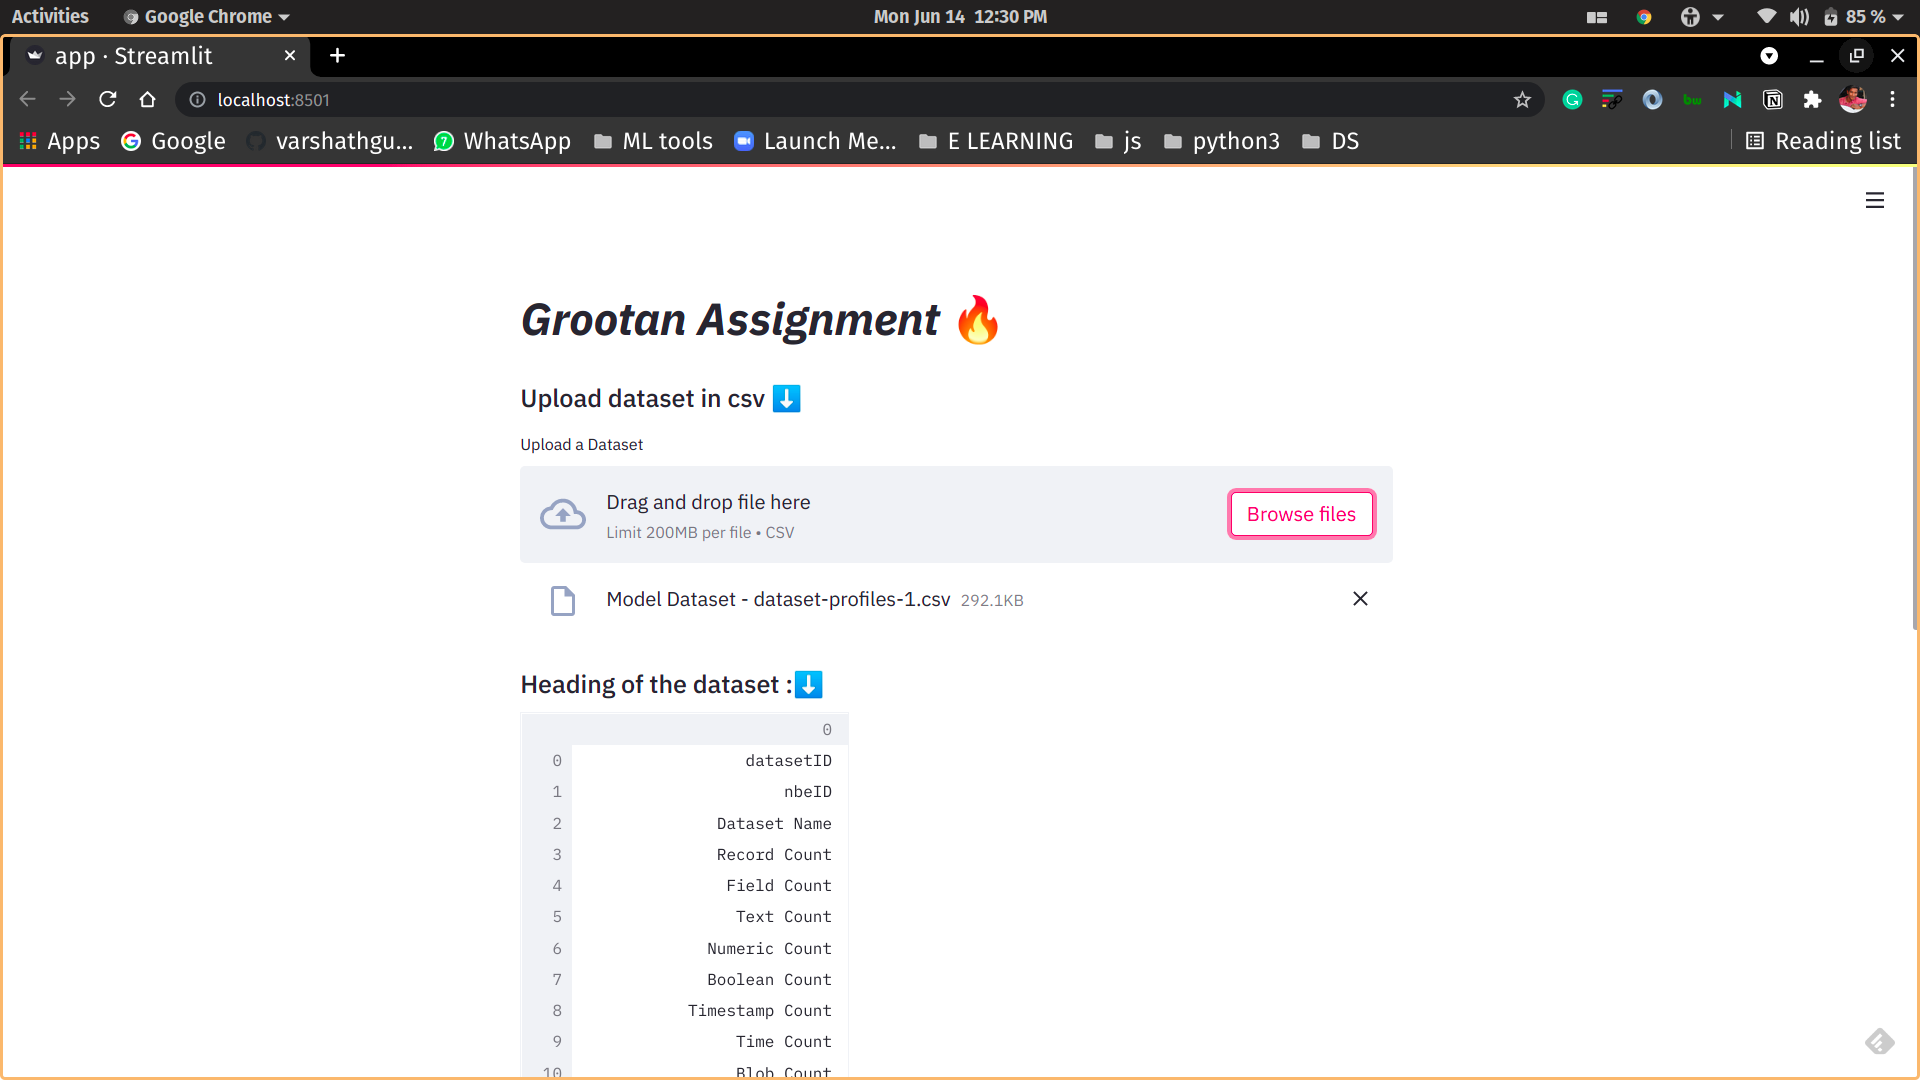 Activities Google Chrome Mon Jun 14 12:30 PM 85 %
app · Streamlit
localhost:8501
Apps Google varshathgu... 7 WhatsApp ML tools Launch Me... E LEARNING js python3 DS Reading list
Grootan Assignment 🔥
Upload dataset in csv ⬇️
Upload a Dataset
Drag and drop file here
Limit 200MB per file • CSV
Browse files
Model Dataset - dataset-profiles-1.csv 292.1KB
Heading of the dataset :⬇️
0
0 datasetID
1 nbeID
2 Dataset Name
3 Record Count
4 Field Count
5 Text Count
6 Numeric Count
7 Boolean Count
8 Timestamp Count
9 Time Count
10 Blob Count